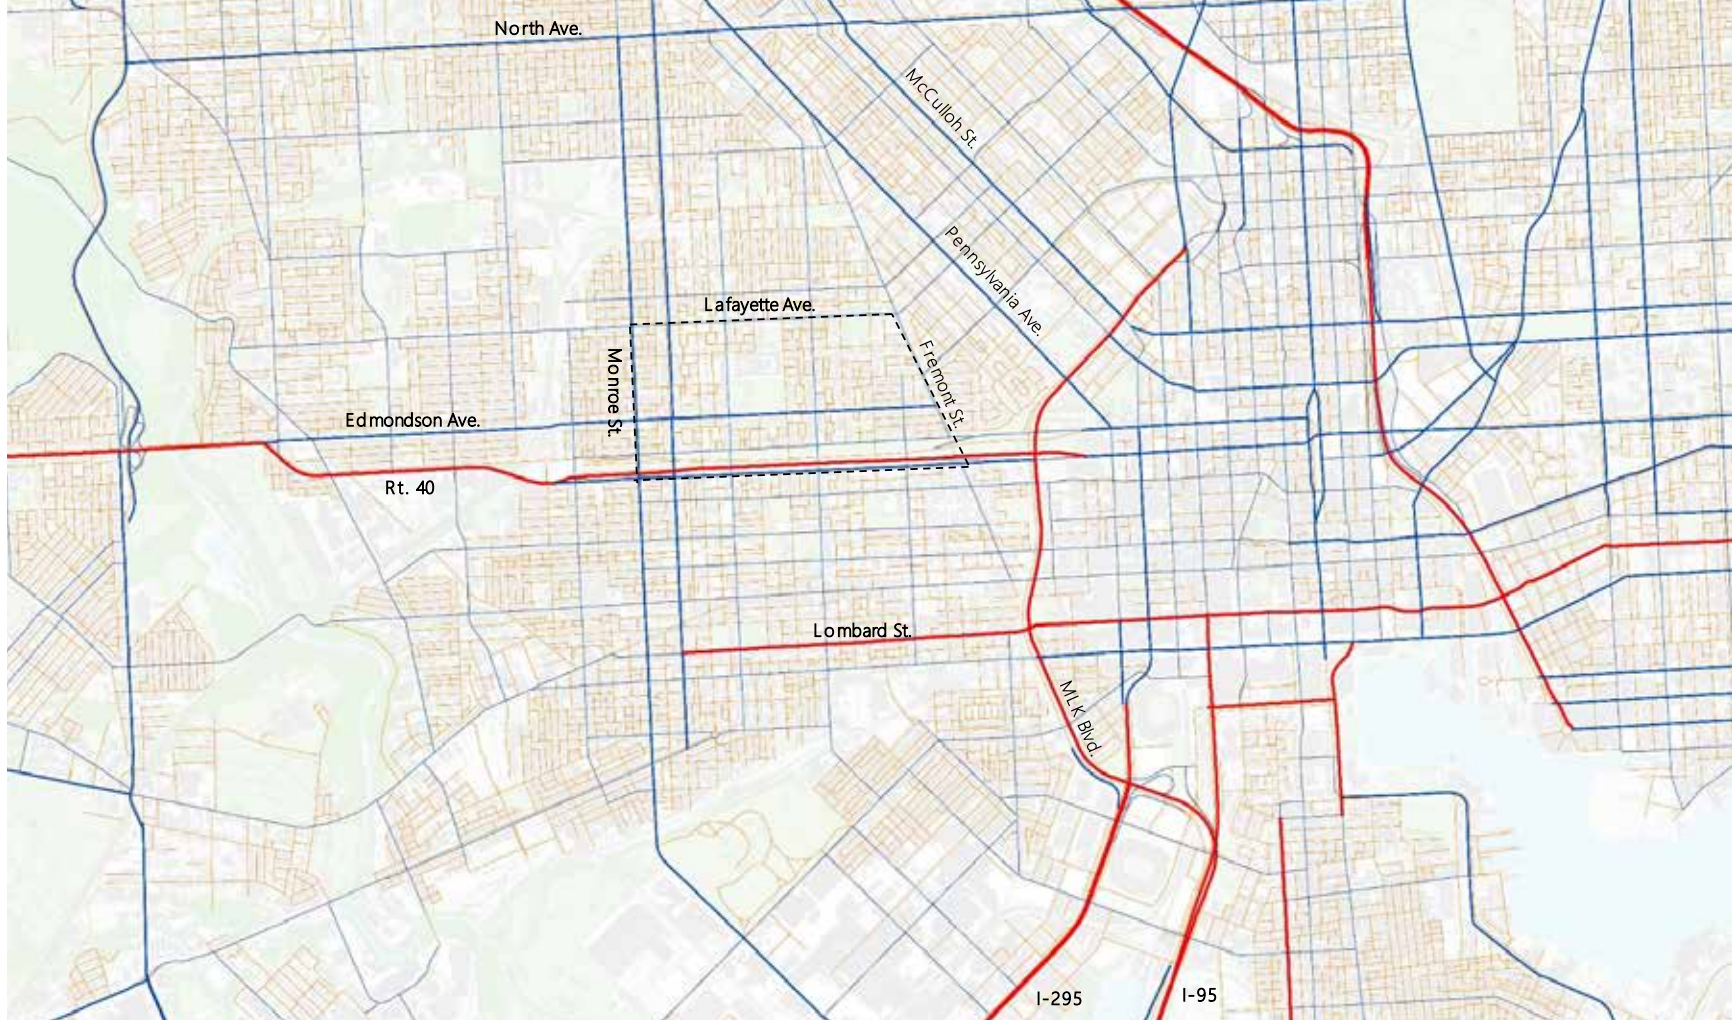 North Ave.
McCulloh St.
Pennsylvania Ave.
Lafayette Ave.
Monroe St.
Fremont St.
Edmondson Ave.
Rt. 40
Lombard St.
MLK Blvd.
I-295
I-95